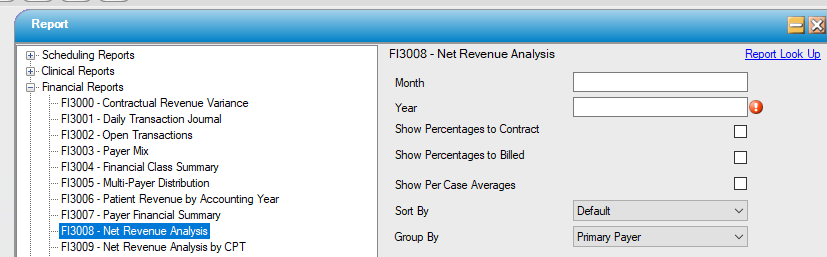 Report
Scheduling Reports
Clinical Reports
Financial Reports
FI3000 - Contractual Revenue Variance
FI3001 - Daily Transaction Journal
FI3002 - Open Transactions
FI3003 - Payer Mix
FI3004 - Financial Class Summary
FI3005 - Multi-Payer Distribution
FI3006 - Patient Revenue by Accounting Year
FI3007 - Payer Financial Summary
FI3008 - Net Revenue Analysis
FI3009 - Net Revenue Analysis by CPT
FI3008 - Net Revenue Analysis
Report Look Up
Month
Year
Show Percentages to Contract
Show Percentages to Billed
Show Per Case Averages
Sort By Default
Group By Primary Payer